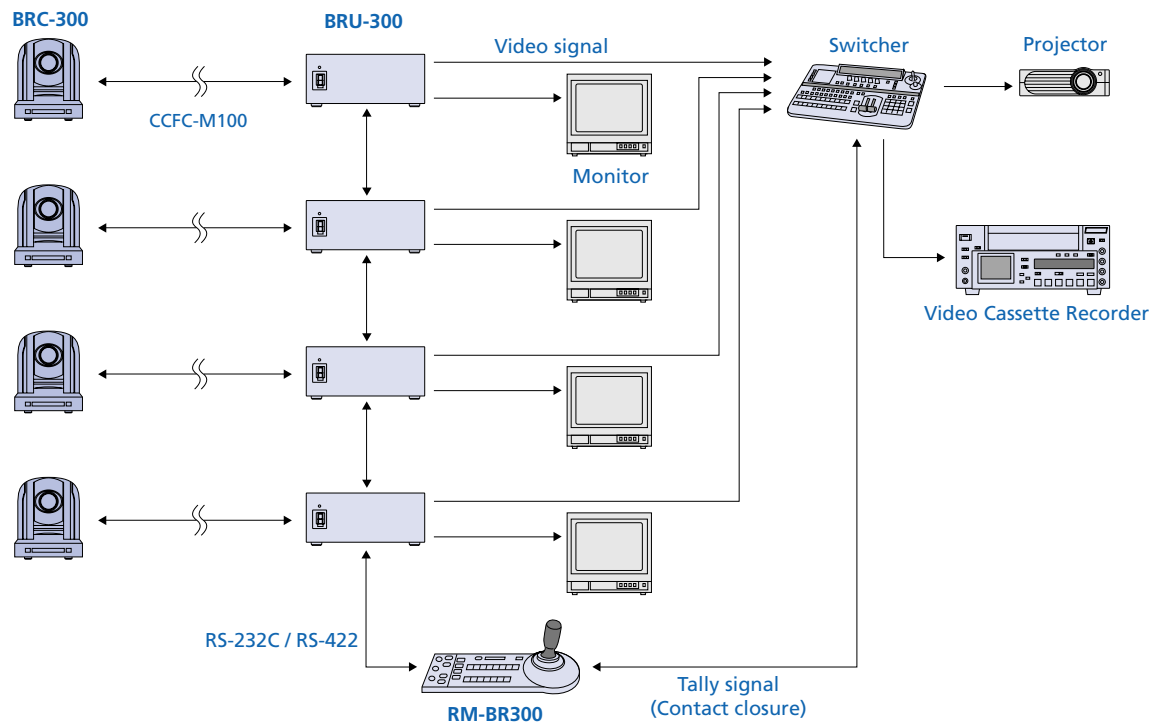 BRC-300
BRU-300
Video signal
Switcher
Projector
CCFC-M100
Monitor
Video Cassette Recorder
RS-232C / RS-422
RM-BR300
Tally signal
(Contact closure)